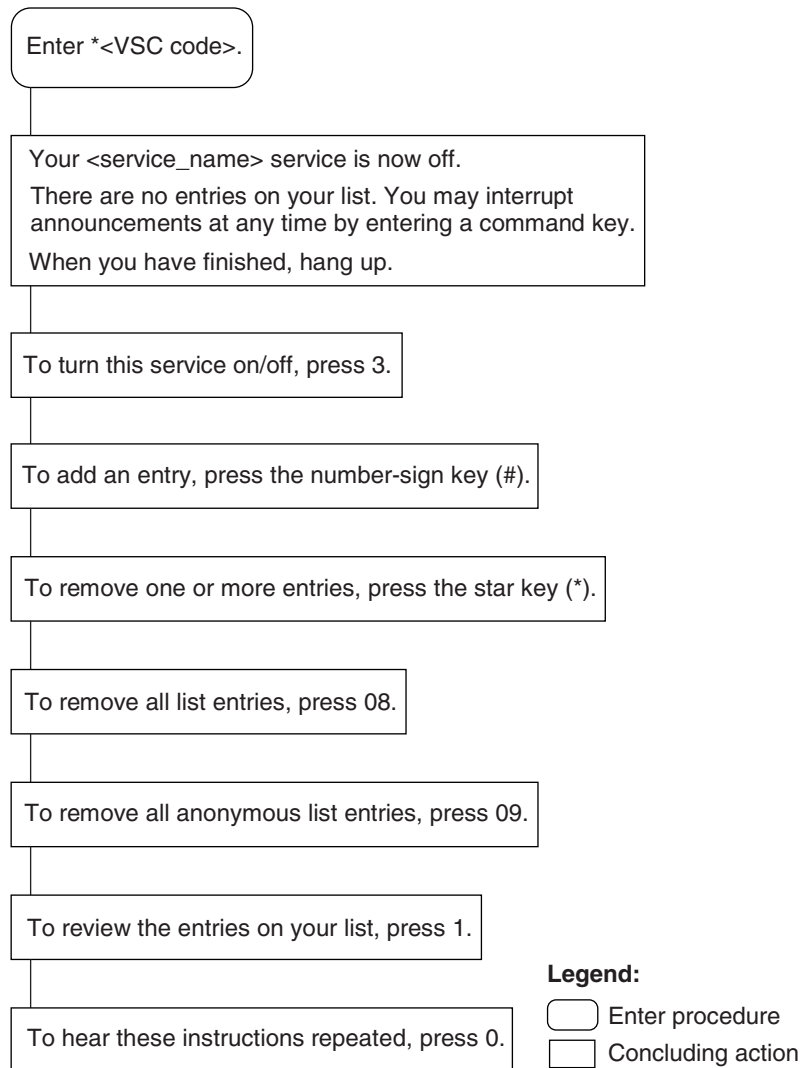 Enter *<VSC code>.
Your <service_name> service is now off.
There are no entries on your list. You may interrupt
announcements at any time by entering a command key.
When you have finished, hang up.
To turn this service on/off, press 3.
To add an entry, press the number-sign key (#).
To remove one or more entries, press the star key (*).
To remove all list entries, press 08.
To remove all anonymous list entries, press 09.
To review the entries on your list, press 1.
To hear these instructions repeated, press 0.
Legend:
Enter procedure
Concluding action